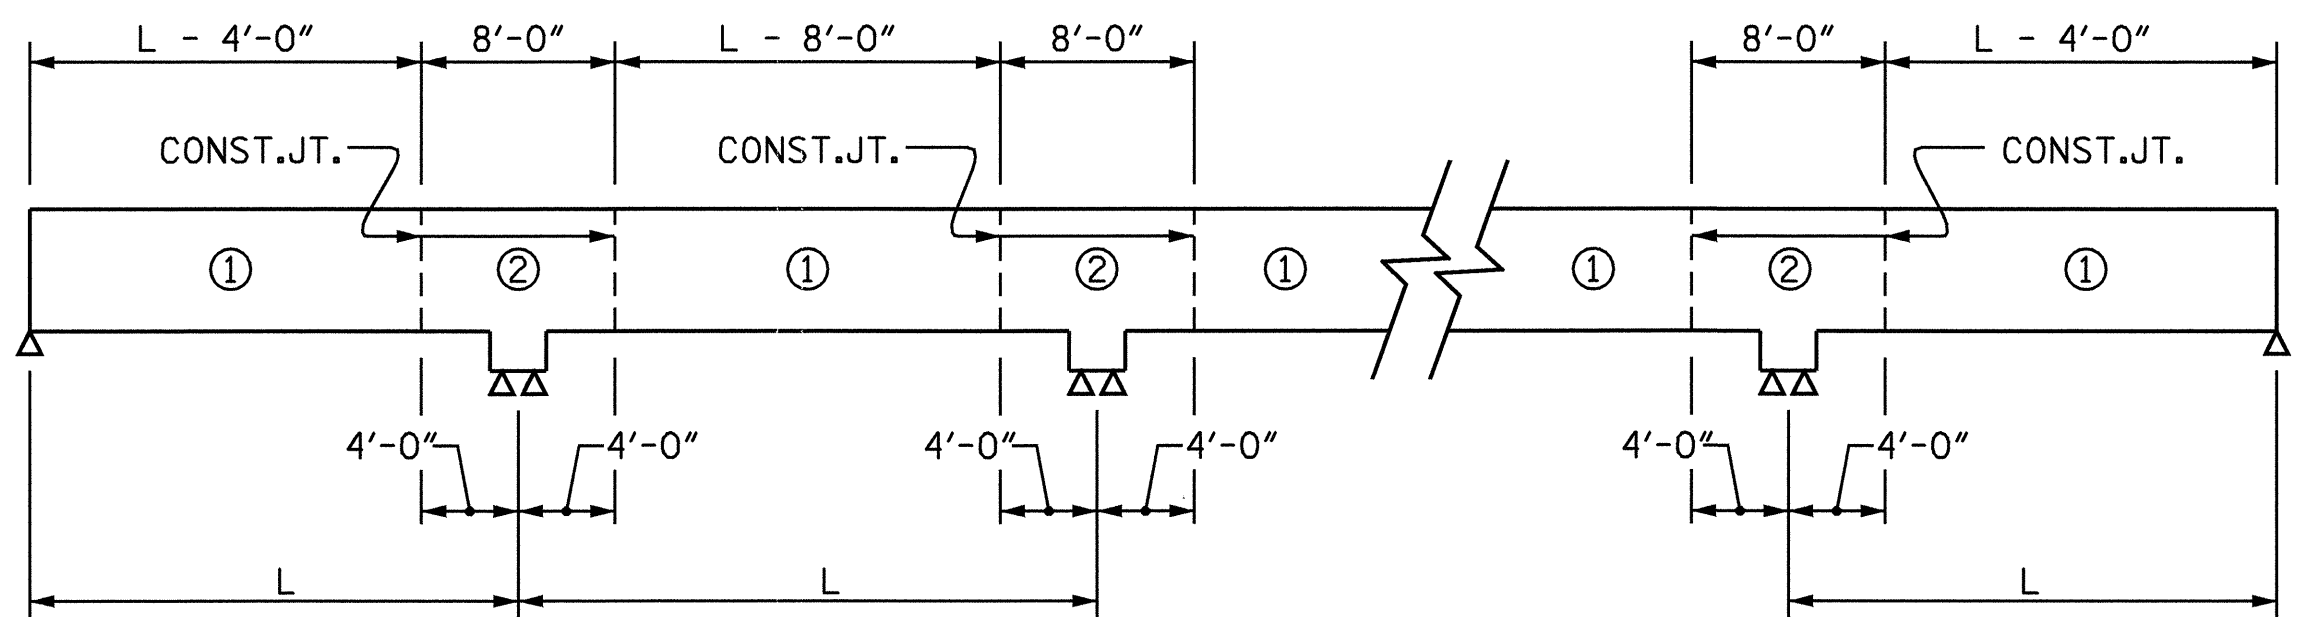 L - 4'-0" 8'-0" L - 8'-0" 8'-0" 8'-0" L - 4'-0"
CONST.JT. CONST.JT. CONST.JT.
1 2 1 2 1 1 2 1
4'-0" 4'-0" 4'-0" 4'-0" 4'-0" 4'-0"
L L L